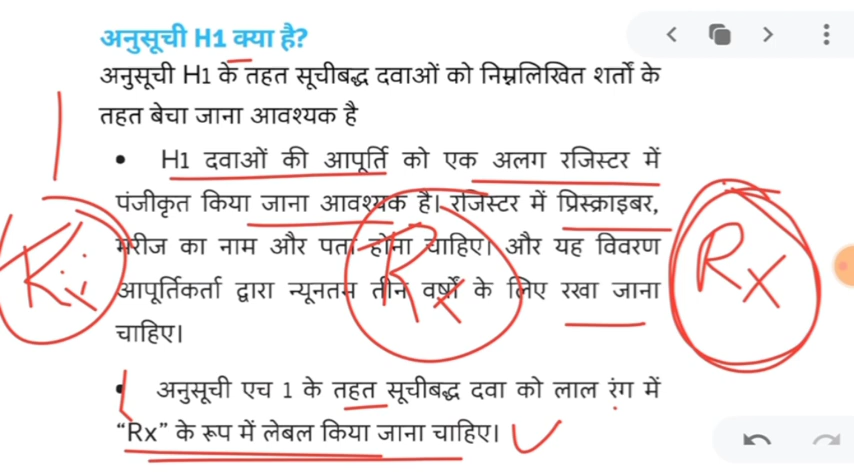 अनुसूची H1 क्या है?
अनुसूची H1 के तहत सूचीबद्ध दवाओं को निम्नलिखित शर्तों के
तहत बेचा जाना आवश्यक है
• H1 दवाओं की आपूर्ति को एक अलग रजिस्टर में
पंजीकृत किया जाना आवश्यक है। रजिस्टर में प्रिस्क्राइबर,
मरीज का नाम और पता होना चाहिए। और यह विवरण
आपूर्तिकर्ता द्वारा न्यूनतम तीन वर्षों के लिए रखा जाना
चाहिए।
• अनुसूची एच 1 के तहत सूचीबद्ध दवा को लाल रंग में
“Rx” के रूप में लेबल किया जाना चाहिए।
Rx
Rx